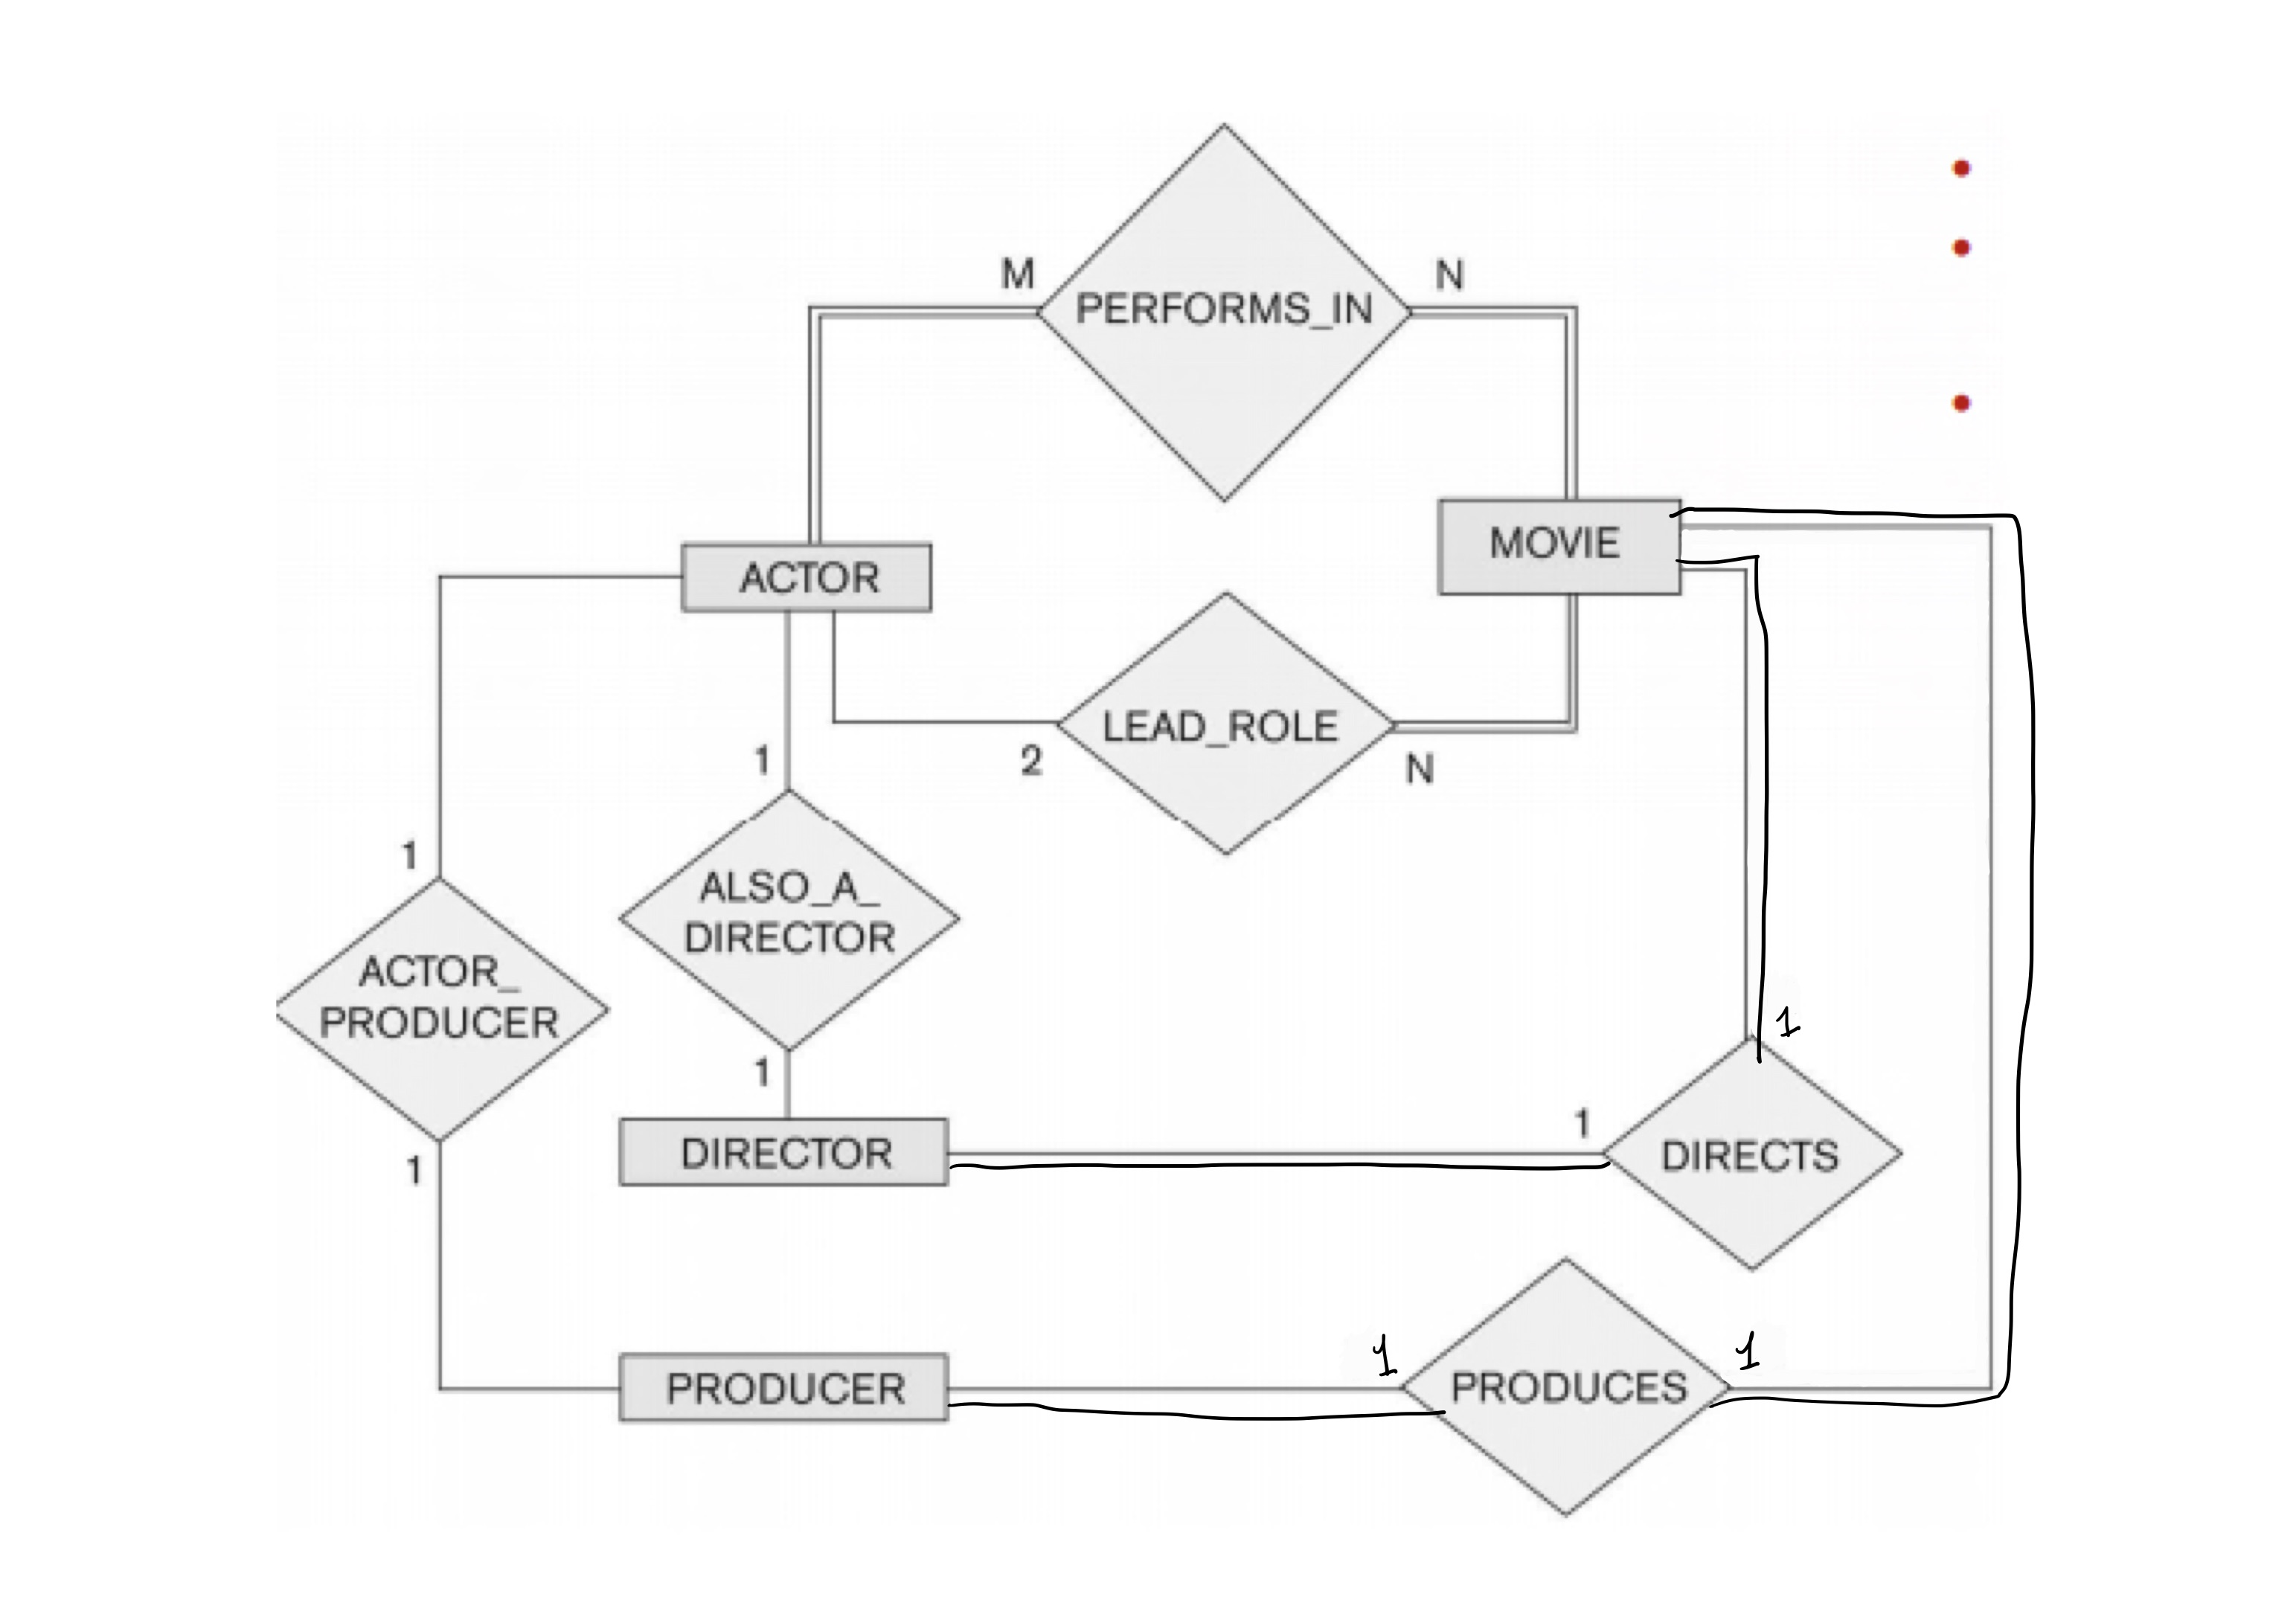 M
N
PERFORMS_IN
MOVIE
ACTOR
LEAD_ROLE
2
N
1
1
ALSO_A_
DIRECTOR
ACTOR_
PRODUCER
1
1
1
1
DIRECTOR
DIRECTS
1
1
PRODUCER
PRODUCES